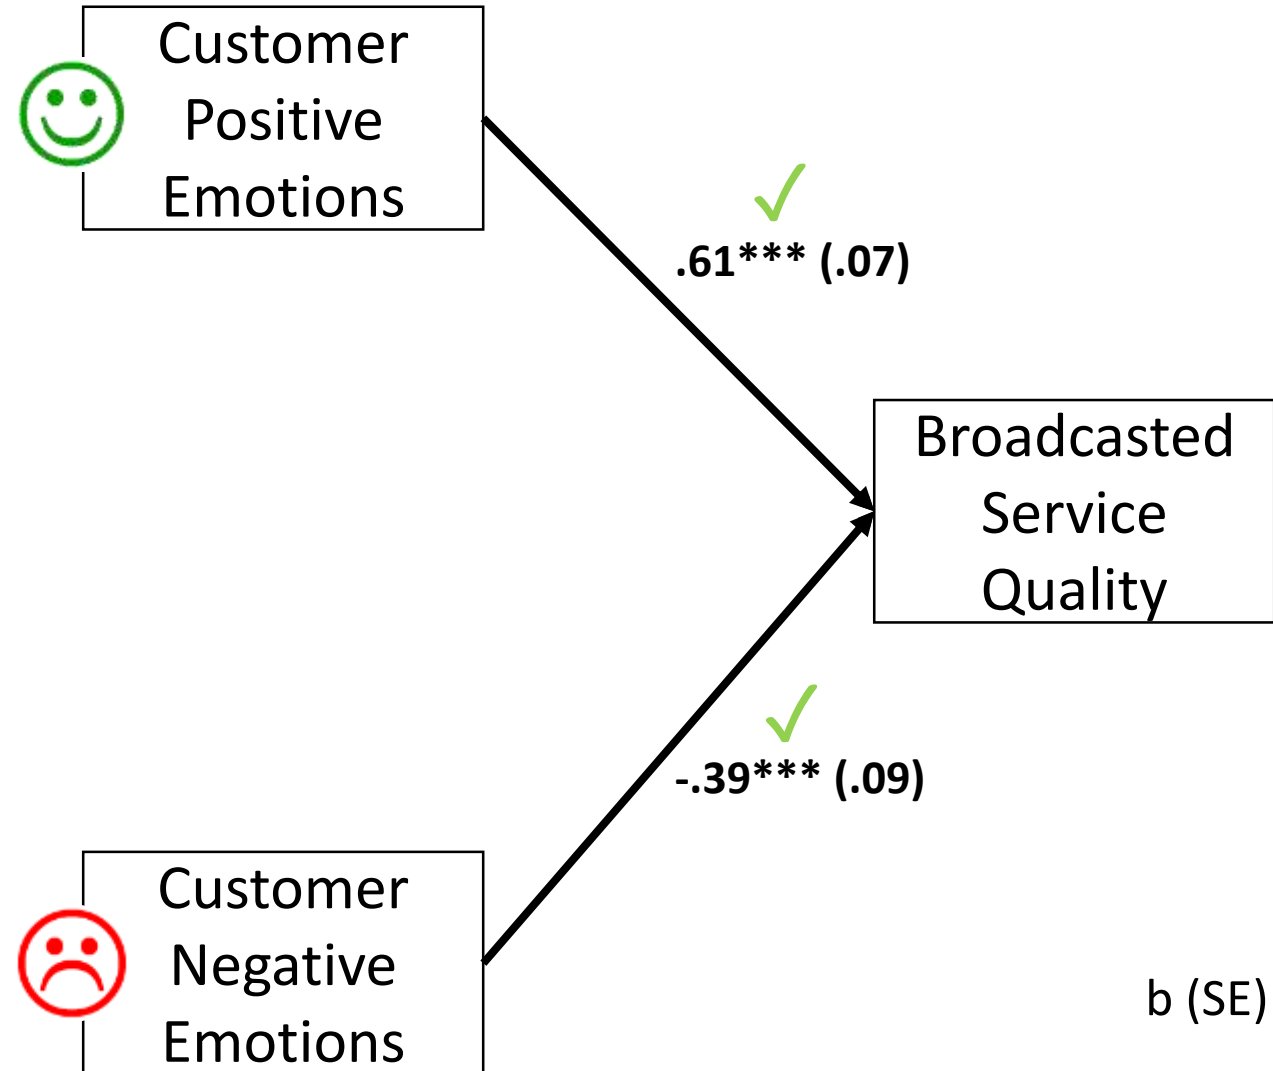 Customer
Positive
Emotions
.61*** (.07)
Broadcasted
Service
Quality
-.39*** (.09)
Customer
Negative
Emotions
b (SE)